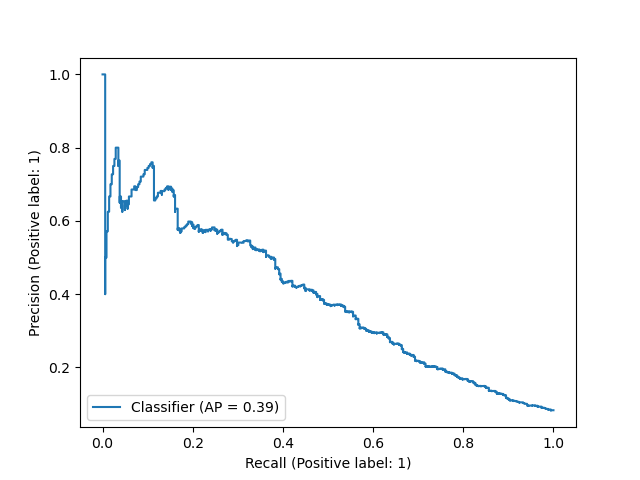 1.0
0.8
0.6
0.4
0.2
Precision (Positive label: 1)
Classifier (AP = 0.39)
0.0 0.2 0.4 0.6 0.8 1.0
Recall (Positive label: 1)